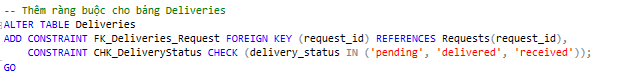 -- Thêm ràng buộc cho bảng Deliveries
ALTER TABLE Deliveries
ADD CONSTRAINT FK_Deliveries_Request FOREIGN KEY (request_id) REFERENCES Requests(request_id),
CONSTRAINT CHK_DeliveryStatus CHECK (delivery_status IN ('pending', 'delivered', 'received'));
GO